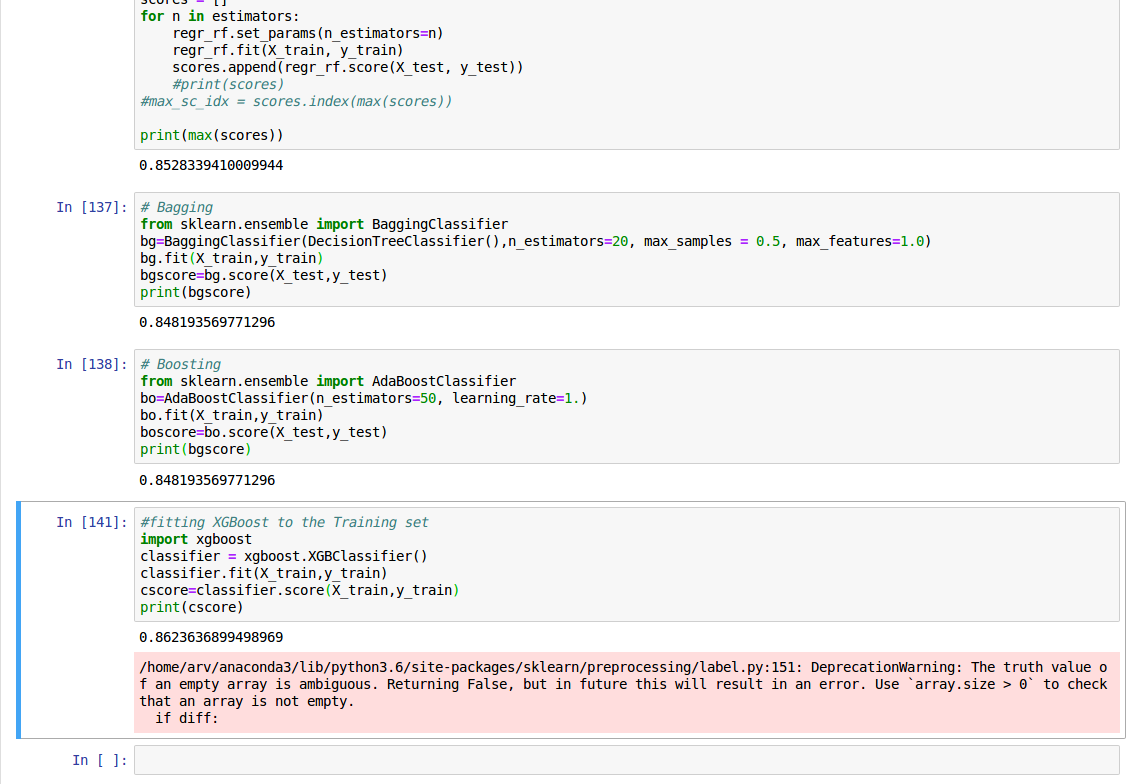 scores = []
for n in estimators:
    regr_rf.set_params(n_estimators=n)
    regr_rf.fit(X_train, y_train)
    scores.append(regr_rf.score(X_test, y_test))
    #print(scores)
#max_sc_idx = scores.index(max(scores))
print(max(scores))
0.8528339410009944
In [137]: # Bagging
from sklearn.ensemble import BaggingClassifier
bg=BaggingClassifier(DecisionTreeClassifier(),n_estimators=20, max_samples = 0.5, max_features=1.0)
bg.fit(X_train,y_train)
bgscore=bg.score(X_test,y_test)
print(bgscore)
0.848193569771296
In [138]: # Boosting
from sklearn.ensemble import AdaBoostClassifier
bo=AdaBoostClassifier(n_estimators=50, learning_rate=1.)
bo.fit(X_train,y_train)
boscore=bo.score(X_test,y_test)
print(bgscore)
0.848193569771296
In [141]: #fitting XGBoost to the Training set
import xgboost
classifier = xgboost.XGBClassifier()
classifier.fit(X_train,y_train)
cscore=classifier.score(X_train,y_train)
print(cscore)
0.8623636899498969
/home/arv/anaconda3/lib/python3.6/site-packages/sklearn/preprocessing/label.py:151: DeprecationWarning: The truth value o
f an empty array is ambiguous. Returning False, but in future this will result in an error. Use `array.size > 0` to check
that an array is not empty.
  if diff:
In [ ]: